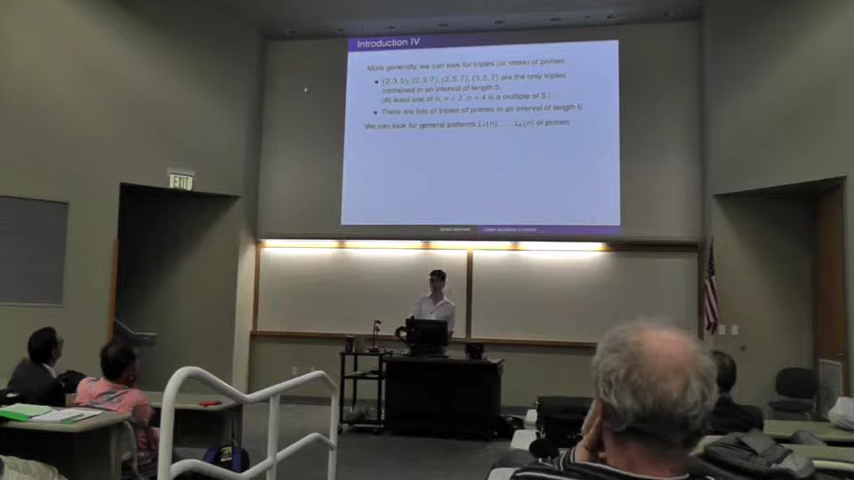 Introduction IV
More generally, we can look for triples (or more) of primes
(2, 3, 5), (2, 3, 7), (2, 5, 7), (3, 5, 7) are the only triples
contained in an interval of length 5.
(At least one of n, n + 2, n + 4 is a multiple of 3.)
There are lots of triples of primes in an interval of length 6.
We can look for general patterns L₁(n), . . . , Lₖ(n) of primes
EXIT